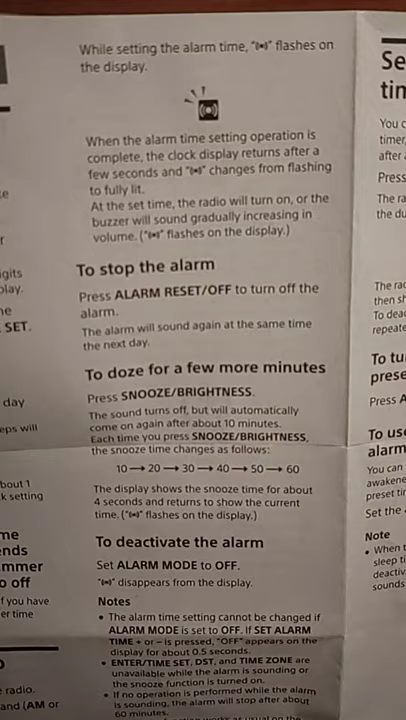 While setting the alarm time, "((•))" flashes on
the display.
When the alarm time setting operation is
complete, the clock display returns after a
few seconds and "((•))" changes from flashing
to fully lit.
At the set time, the radio will turn on, or the
buzzer will sound gradually increasing in
volume. ("((•))" flashes on the display.)
To stop the alarm
Press ALARM RESET/OFF to turn off the
alarm.
The alarm will sound again at the same time
the next day.
To doze for a few more minutes
Press SNOOZE/BRIGHTNESS.
The sound turns off, but will automatically
come on again after about 10 minutes.
Each time you press SNOOZE/BRIGHTNESS,
the snooze time changes as follows:
10 → 20 → 30 → 40 → 50 → 60
The display shows the snooze time for about
4 seconds and returns to show the current
time. ("((•))" flashes on the display.)
To deactivate the alarm
Set ALARM MODE to OFF.
"((•))" disappears from the display.
Notes
• The alarm time setting cannot be changed if
ALARM MODE is set to OFF. If SET ALARM
TIME + or – is pressed, "OFF" appears on the
display for about 0.5 seconds.
• ENTER/TIME SET, DST, and TIME ZONE are
unavailable while the alarm is sounding or
the snooze function is turned on.
• If no operation is performed while the alarm
is sounding, the alarm will stop after about
60 minutes.
SET.
day
eps will
bout 1
k setting
f you have
er time
radio.
and (AM or
Se
tim
You c
timer,
after
Press
The ra
the du
The rad
then sh
To deac
repeate
To tu
prese
Press A
To use
alarm
You can
awakene
preset tim
Set the
Note
• When t
sleep ti
deactiv
sounds